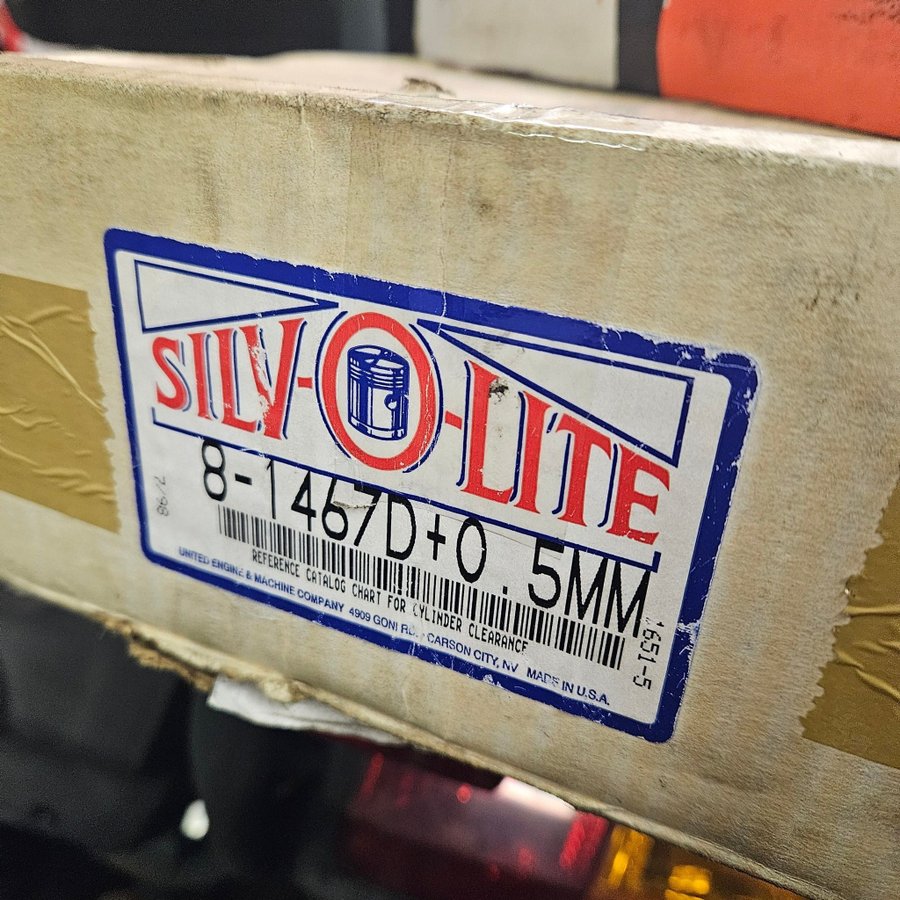 SILV-O-LITE
8-1467D+0.5MM
REFERENCE CATALOG CHART FOR CYLINDER CLEARANCE
UNITED ENGINE & MACHINE COMPANY 4909 GONI RD. CARSON CITY, NV MADE IN U.S.A.
7/98
1651-5